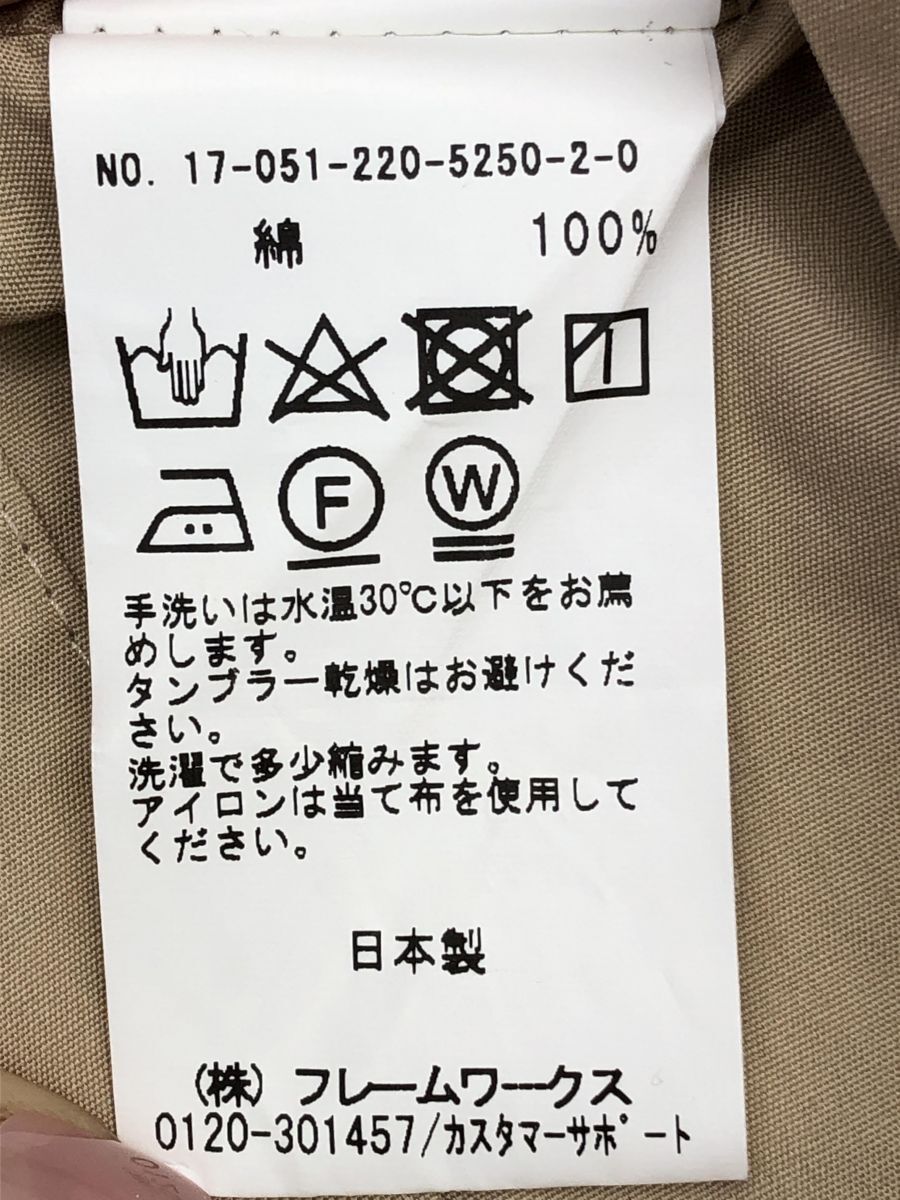 NO. 17-051-220-5250-2-0
綿 100%
F W
手洗いは水温30℃以下をお薦
めします。
タンブラー乾燥はお避けくだ
さい。
洗濯で多少縮みます。
アイロンは当て布を使用して
ください。
日本製
(株)フレームワークス
0120-301457/カスタマーサポート